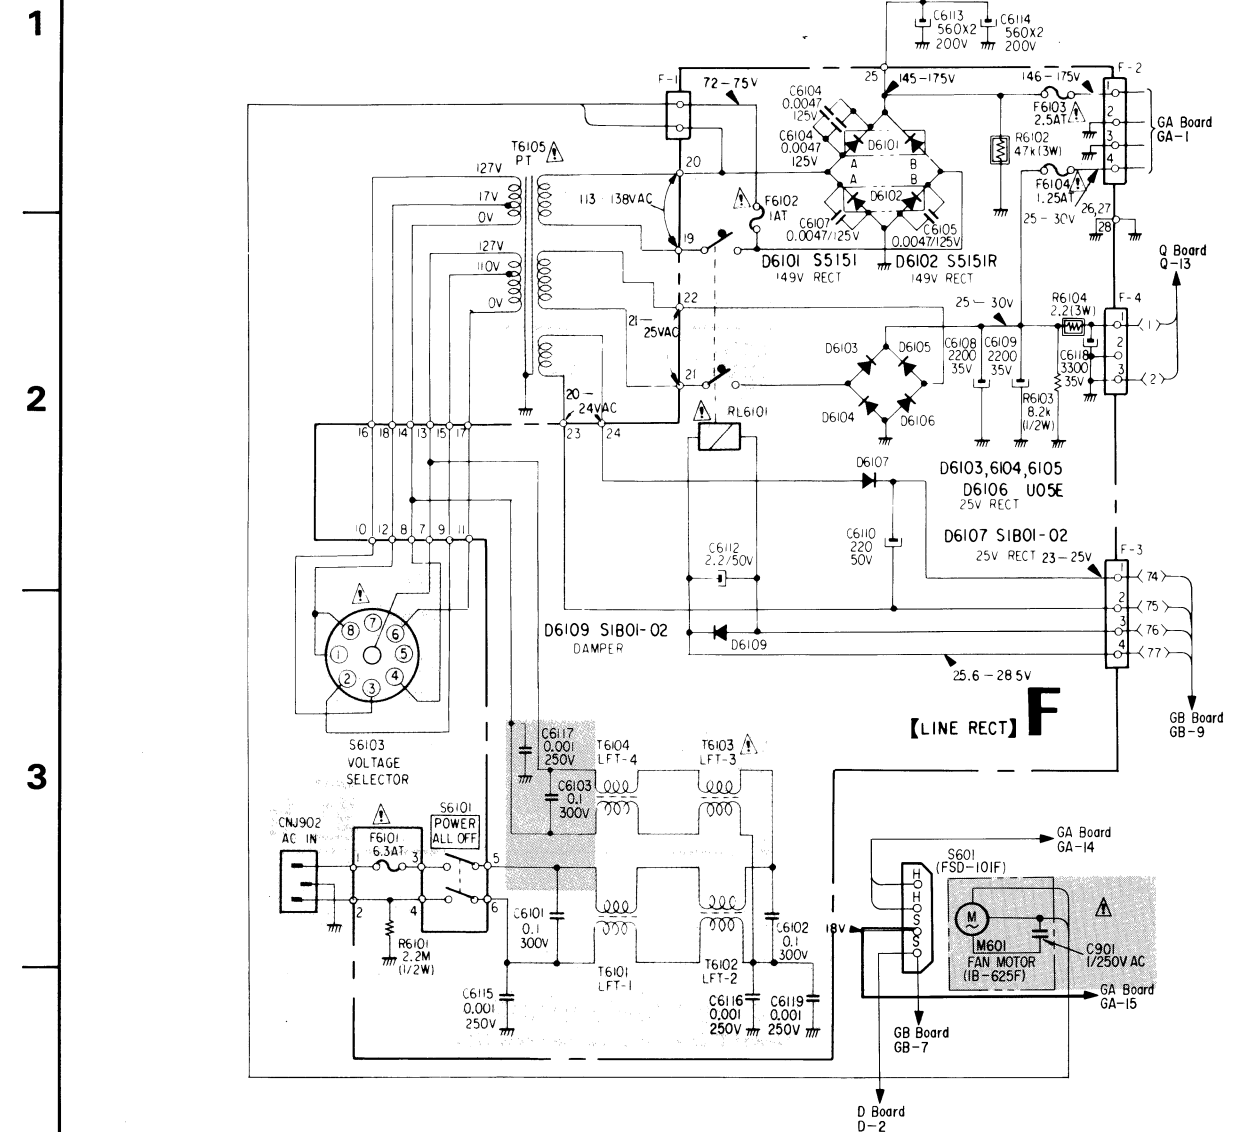 1
C6113
560X2
200V
C6114
560X2
200V
25
145-175V
146-175V
F-2
F-1
72-75V
C6104
0.0047
125V
C6104
0.0047
125V
F6103
2.5AT
1
2
3
4
GA Board
GA-1
R6102
47k(3W)
D6101
A
B
A
B
D6102
T6105
PT
127V
17V
0V
127V
110V
0V
20
113-138VAC
F6102
1AT
19
C6107
0.0047/125V
C6105
0.0047/125V
F6104
1.25AT
25-30V
26,27
28
D6101 S5151
149V RECT
D6102 S5151R
149V RECT
Q Board
Q-13
22
21-
25VAC
21
25-30V
R6104
2.2(3W)
F-4
1
2
3
(1)
(2)
D6103
D6105
D6104
D6106
C6108
2200
35V
C6109
2200
35V
C6118
3300
35V
R6103
8.2k
(1/2W)
2
20-
24VAC
23
24
RL6101
16
18
14
13
15
17
D6107
D6103,6104,6105
D6106 U05E
25V RECT
10
12
8
7
9
11
C6112
2.2/50V
C6110
220
50V
D6107 S1B01-02
25V RECT
23-25V
F-3
1
2
3
4
(74)
(75)
(76)
(77)
8
7
6
1
5
2
3
4
D6109 S1B01-02
DAMPER
D6109
25.6-28.5V
[LINE RECT] F
GB Board
GB-9
S6103
VOLTAGE
SELECTOR
3
C6117
0.001
250V
T6104
LFT-4
T6103
LFT-3
C6103
0.1
300V
CNJ902
AC IN
F6101
6.3AT
S6101
POWER
ALL OFF
1
3
5
2
4
6
R6101
2.2M
(1/2W)
C6101
0.1
300V
C6102
0.1
300V
T6101
LFT-1
T6102
LFT-2
C6115
0.001
250V
C6116
0.001
250V
C6119
0.001
250V
GA Board
GA-14
S601
(FSD-101F)
H
H
S
S
18V
M
M601
FAN MOTOR
(IB-625F)
C901
1/250V AC
GA Board
GA-15
GB Board
GB-7
D Board
D-2